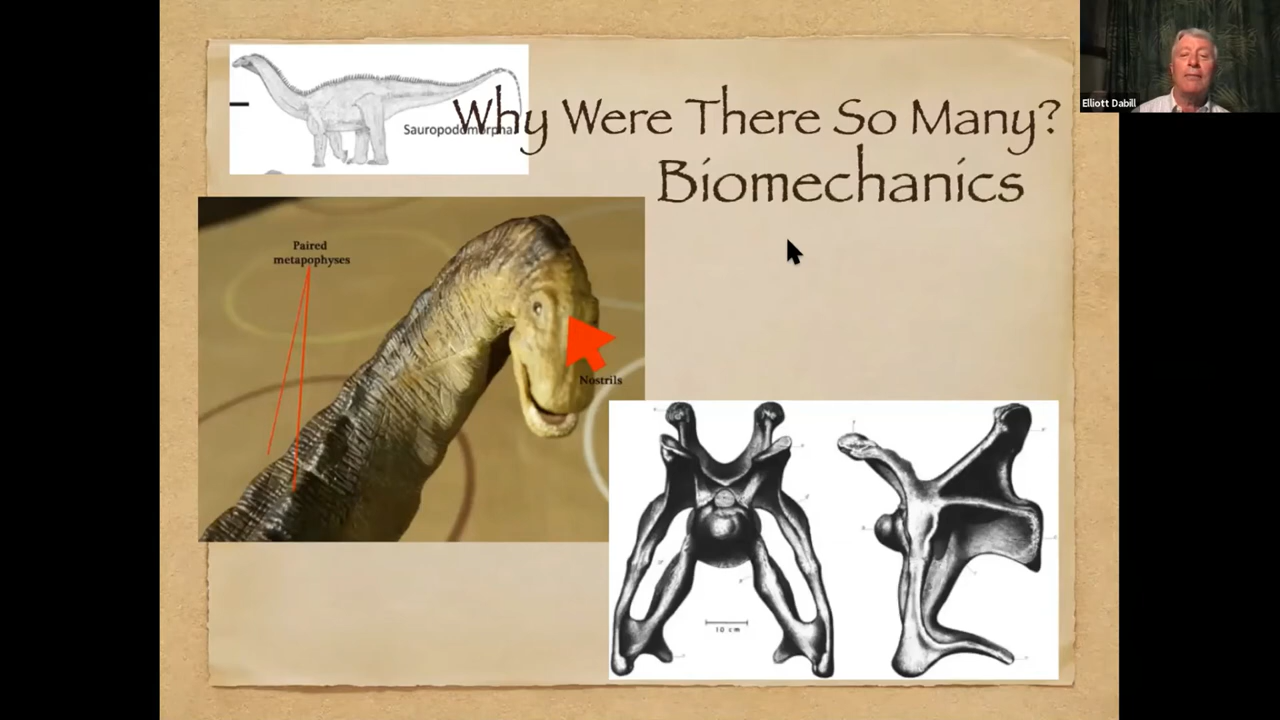 Why Were There So Many?
Sauropodomorpha
Biomechanics
Elliott Dabill
Paired
metapophyses
Nostrils
10 cm